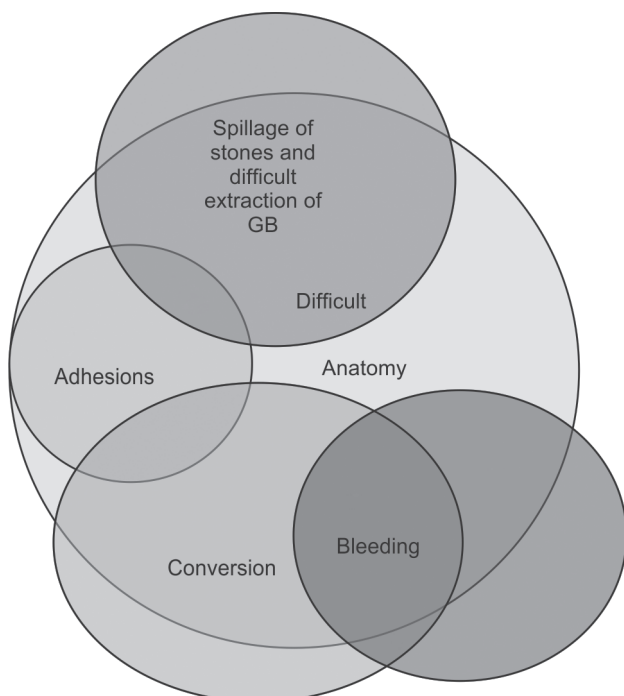 Spillage of
stones and
difficult
extraction of
GB
Difficult
Anatomy
Adhesions
Bleeding
Conversion